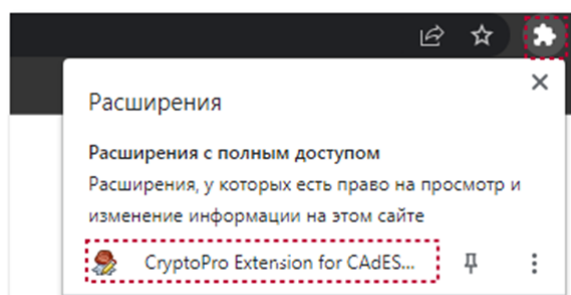 Расширения
Расширения с полным доступом
Расширения, у которых есть право на просмотр и
изменение информации на этом сайте
CryptoPro Extension for CAdES...